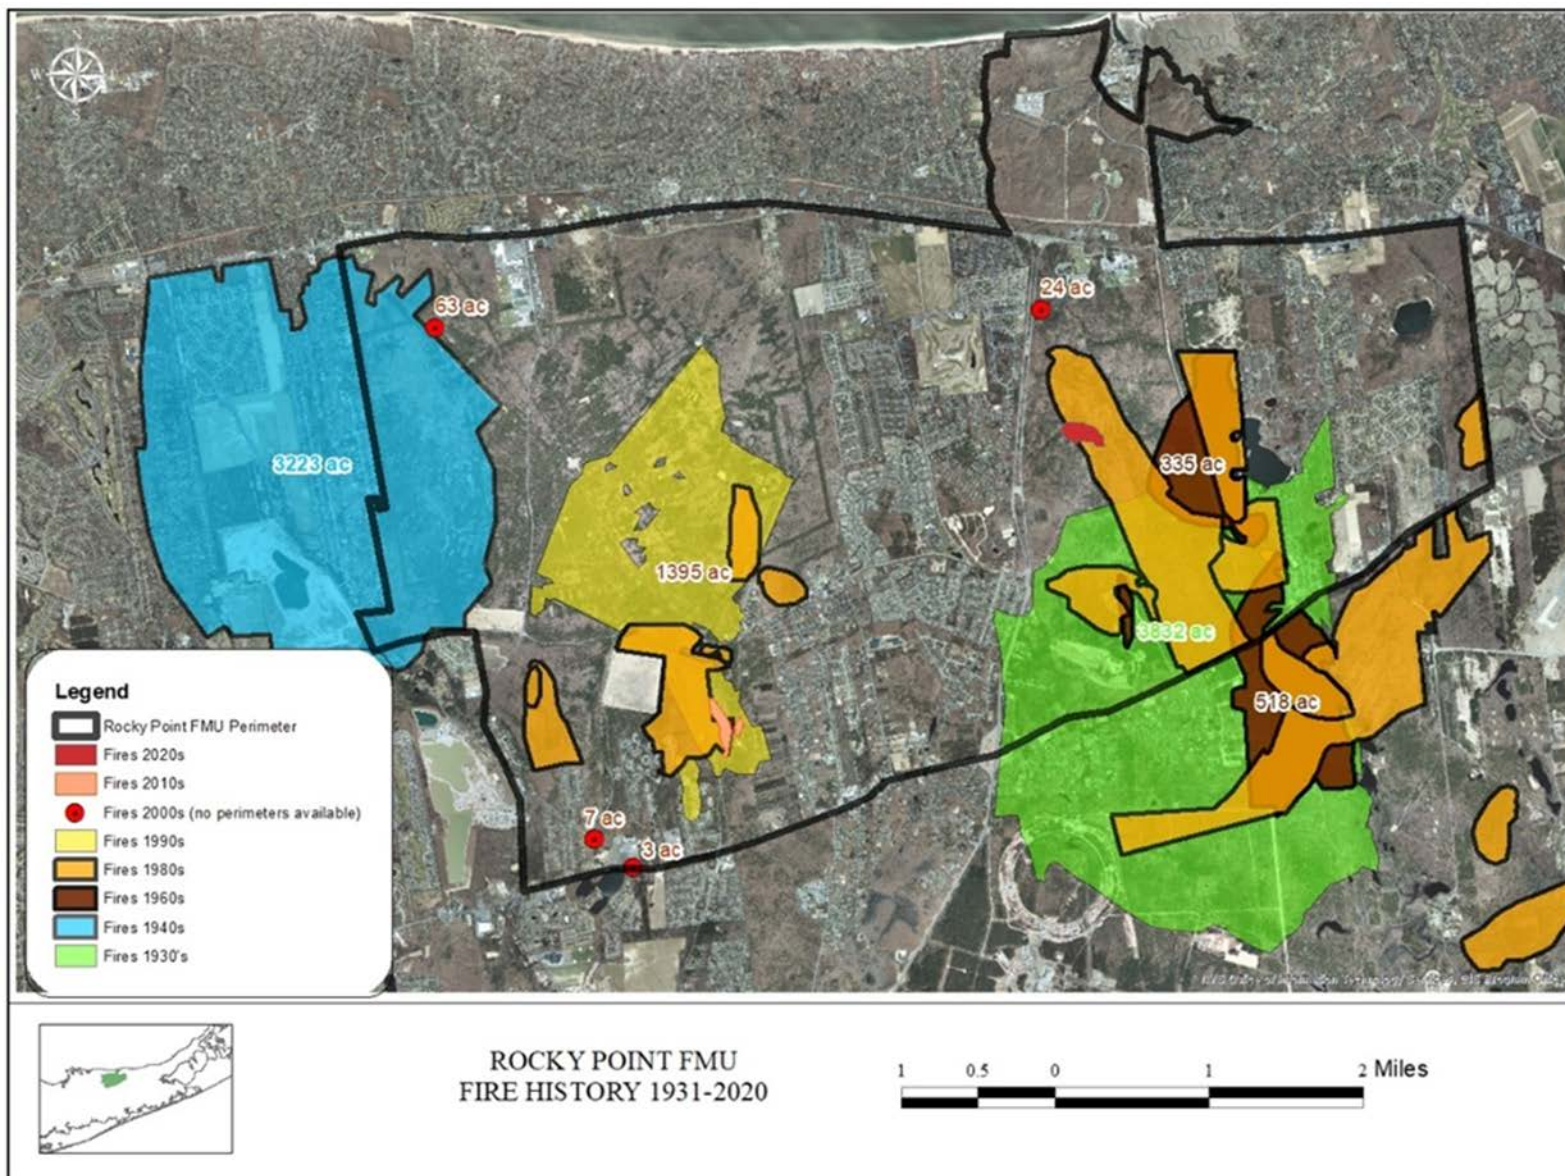 63 ac
24 ac
3223 ac
335 ac
1395 ac
3832 ac
518 ac
7 ac
3 ac
Legend
Rocky Point FMU Perimeter
Fires 2020s
Fires 2010s
Fires 2000s (no perimeters available)
Fires 1990s
Fires 1980s
Fires 1960s
Fires 1940s
Fires 1930's
ROCKY POINT FMU
FIRE HISTORY 1931-2020
1 0.5 0 1 2 Miles